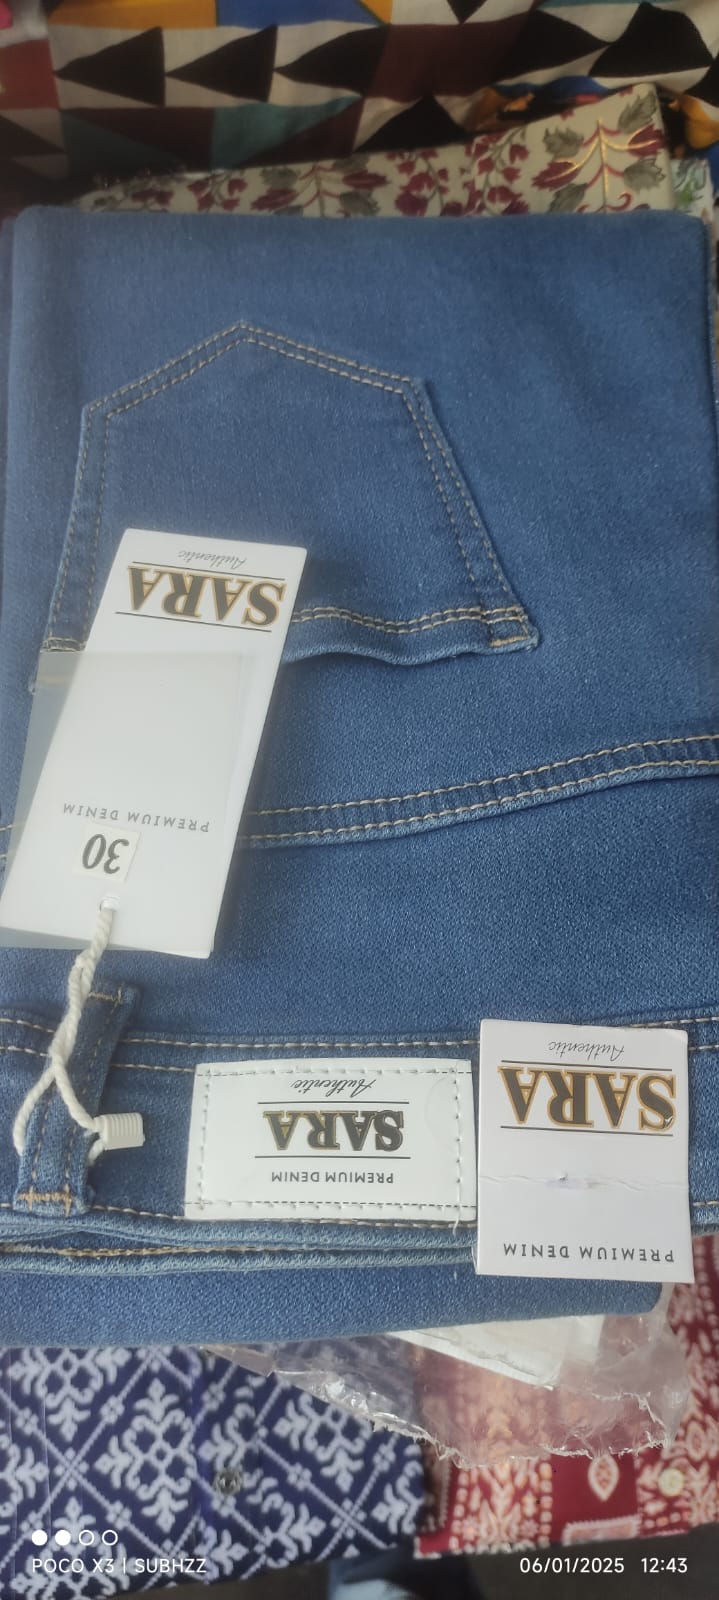 Authentic
SARA
PREMIUM DENIM
30
Authentic
SARA
PREMIUM DENIM
Authentic
SARA
PREMIUM DENIM
POCO X3 | SUBHZZ
06/01/2025 12:43